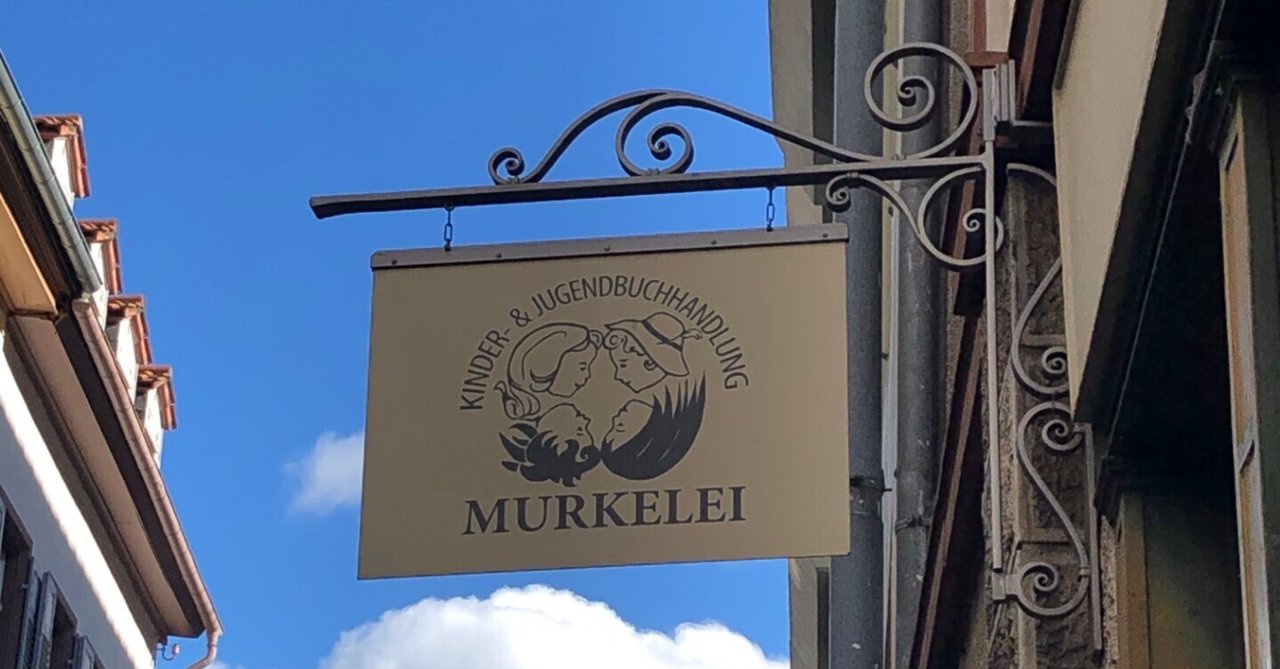 KINDER- & JUGENDBUCHHANDLUNG
MURKELEI